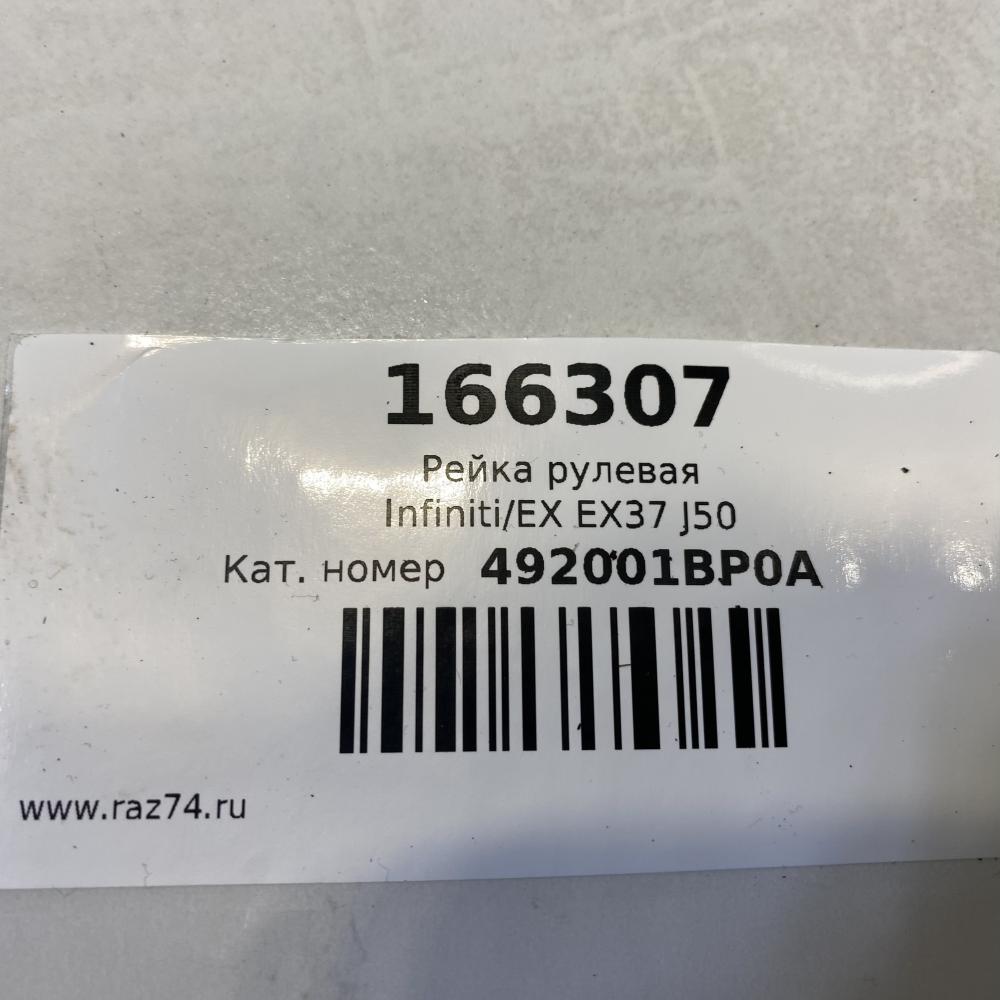 166307
Рейка рулевая
Infiniti/EX EX37 J50
Кат. номер 492001BP0A
www.raz74.ru